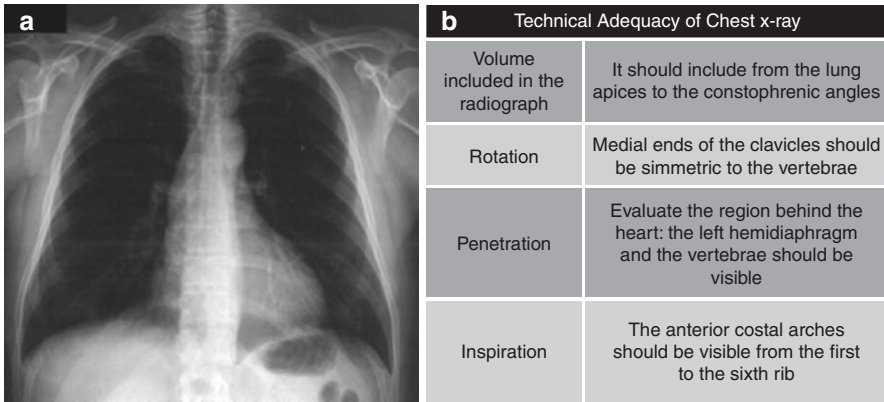 a
b Technical Adequacy of Chest x-ray
Volume
included in the
radiograph
It should include from the lung
apices to the constophrenic angles
Rotation
Medial ends of the clavicles should
be simmetric to the vertebrae
Penetration
Evaluate the region behind the
heart: the left hemidiaphragm
and the vertebrae should be
visible
Inspiration
The anterior costal arches
should be visible from the first
to the sixth rib